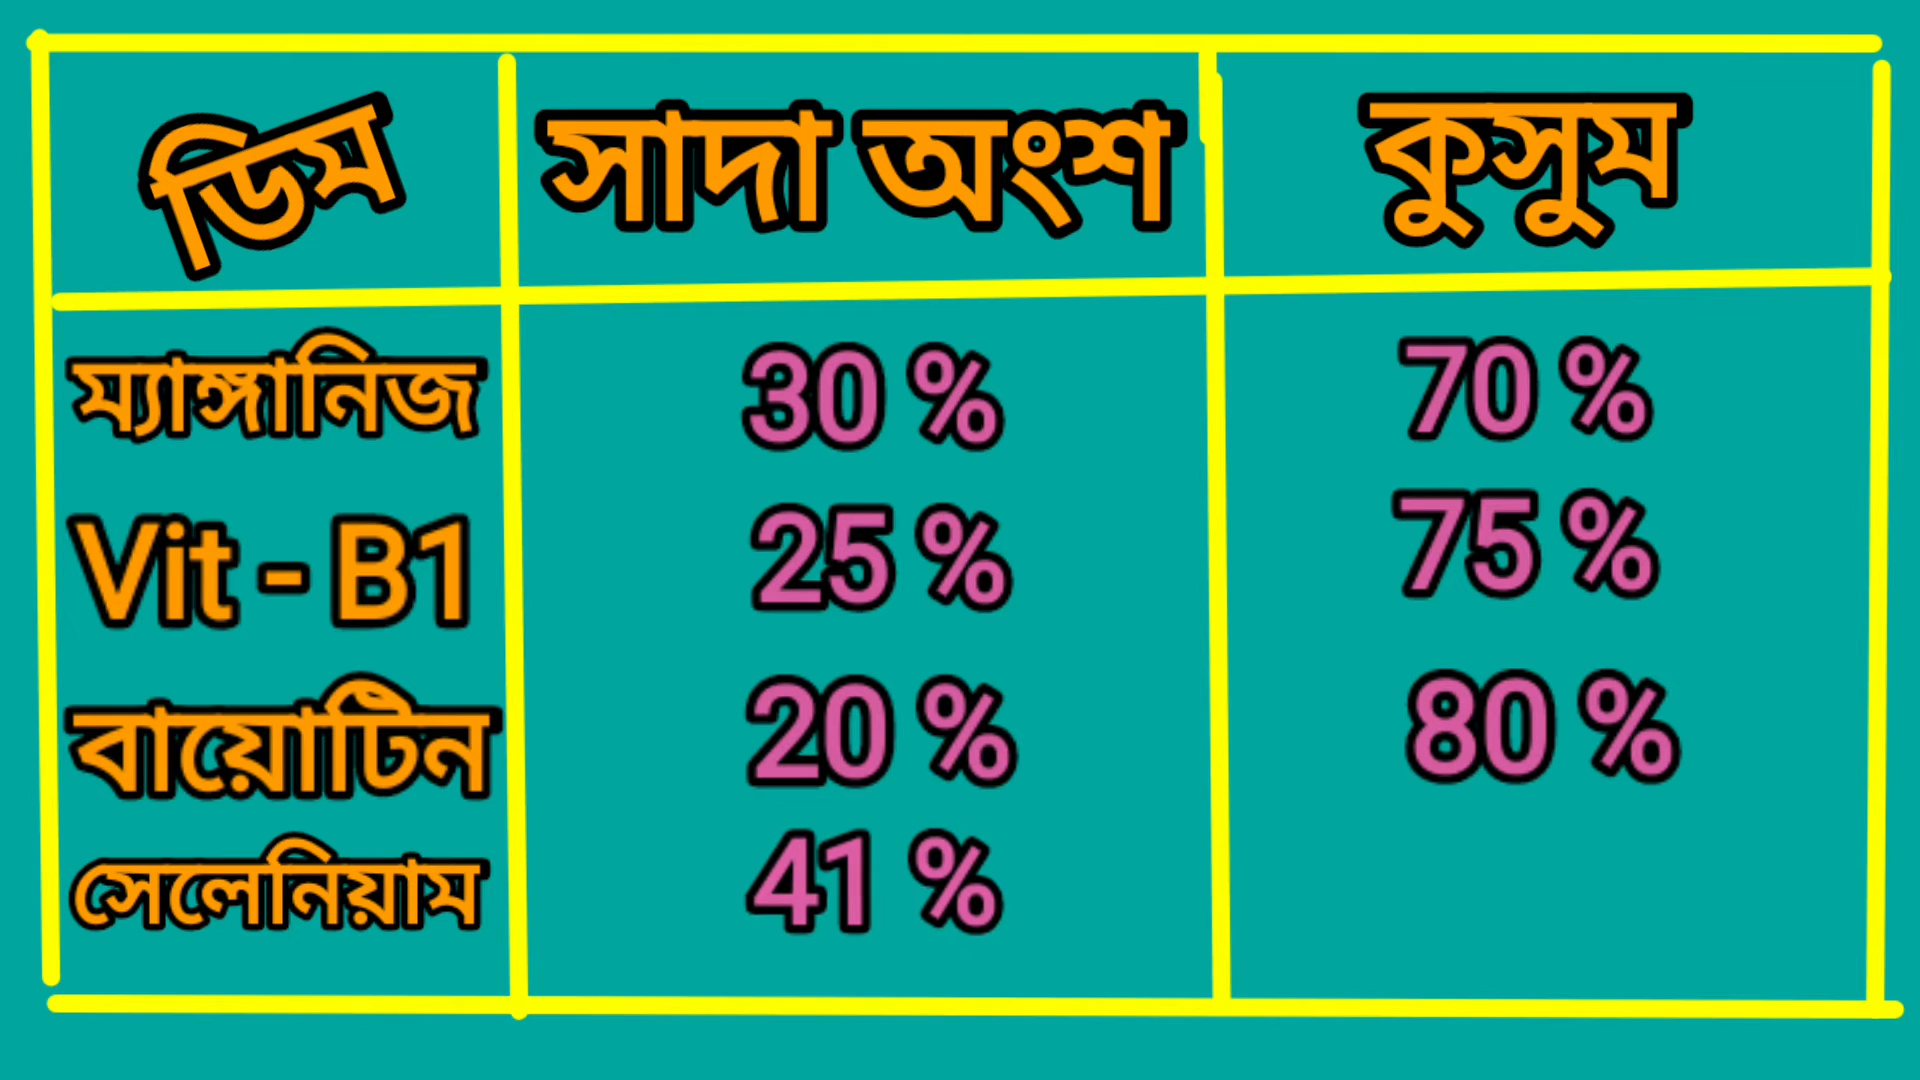 ডিম সাদা অংশ কুসুম
ম্যাঙ্গানিজ 30 % 70 %
Vit - B1 25 % 75 %
বায়োটিন 20 % 80 %
সেলেনিয়াম 41 %